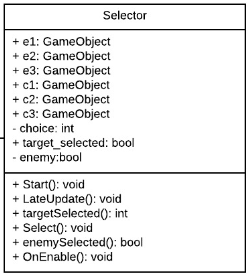 Selector
+ e1: GameObject
+ e2: GameObject
+ e3: GameObject
+ c1: GameObject
+ c2: GameObject
+ c3: GameObject
- choice: int
+ target_selected: bool
- enemy:bool
+ Start(): void
+ LateUpdate(): void
+ targetSelected(): int
+ Select(): void
+ enemySelected(): bool
+ OnEnable(): void